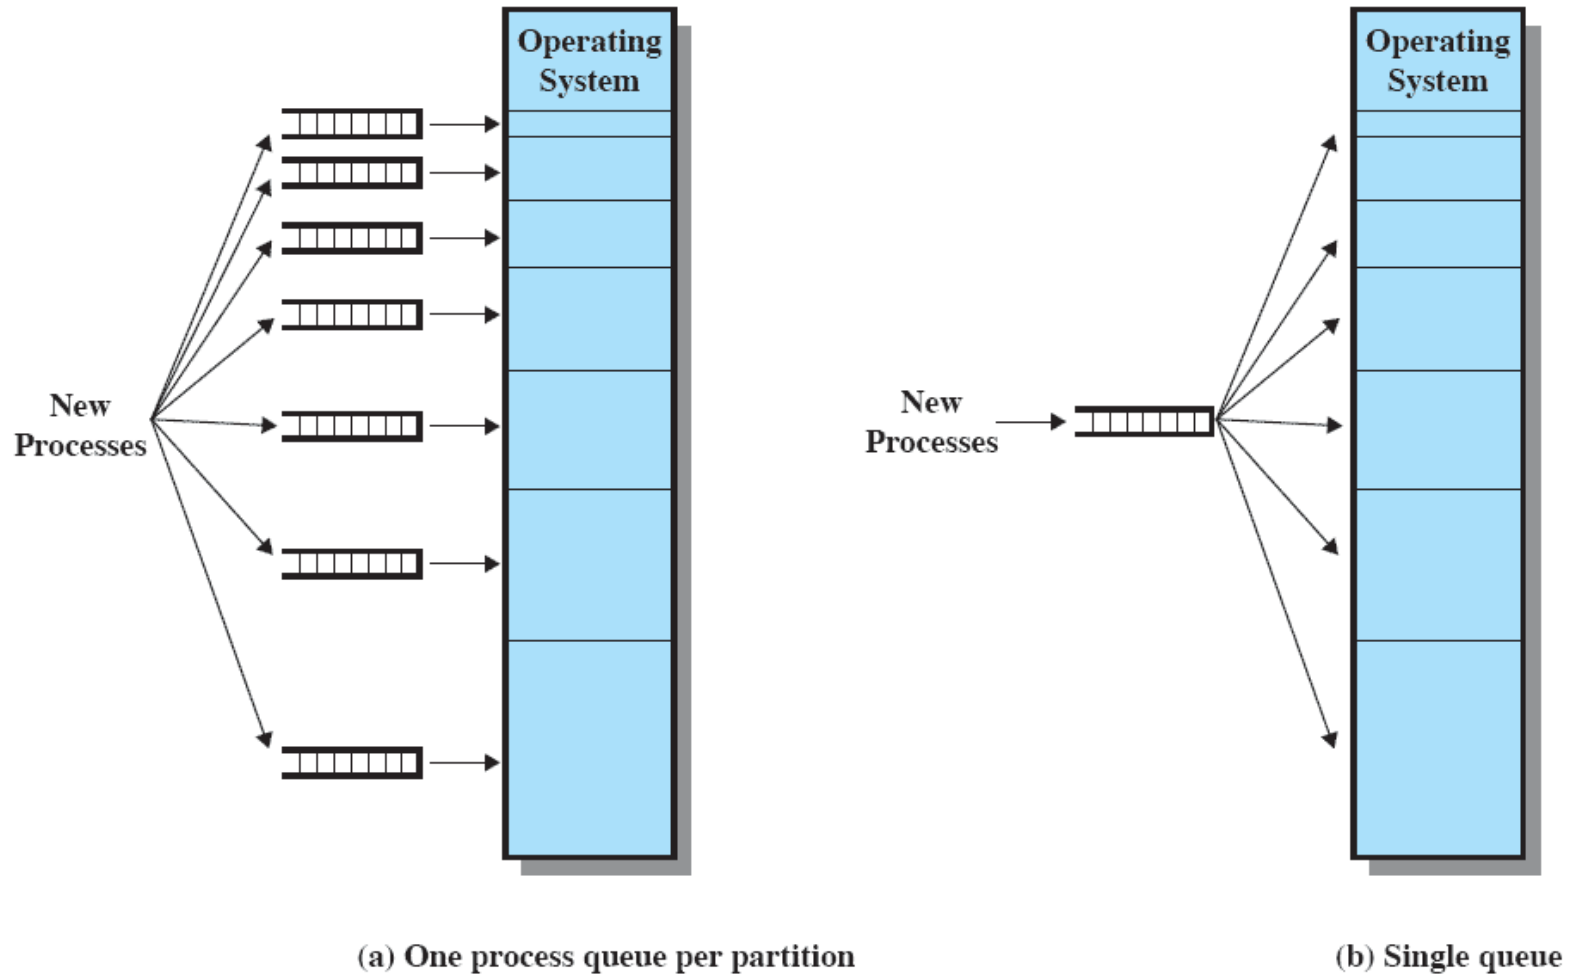 Operating
System
New
Processes
(a) One process queue per partition
Operating
System
New
Processes
(b) Single queue